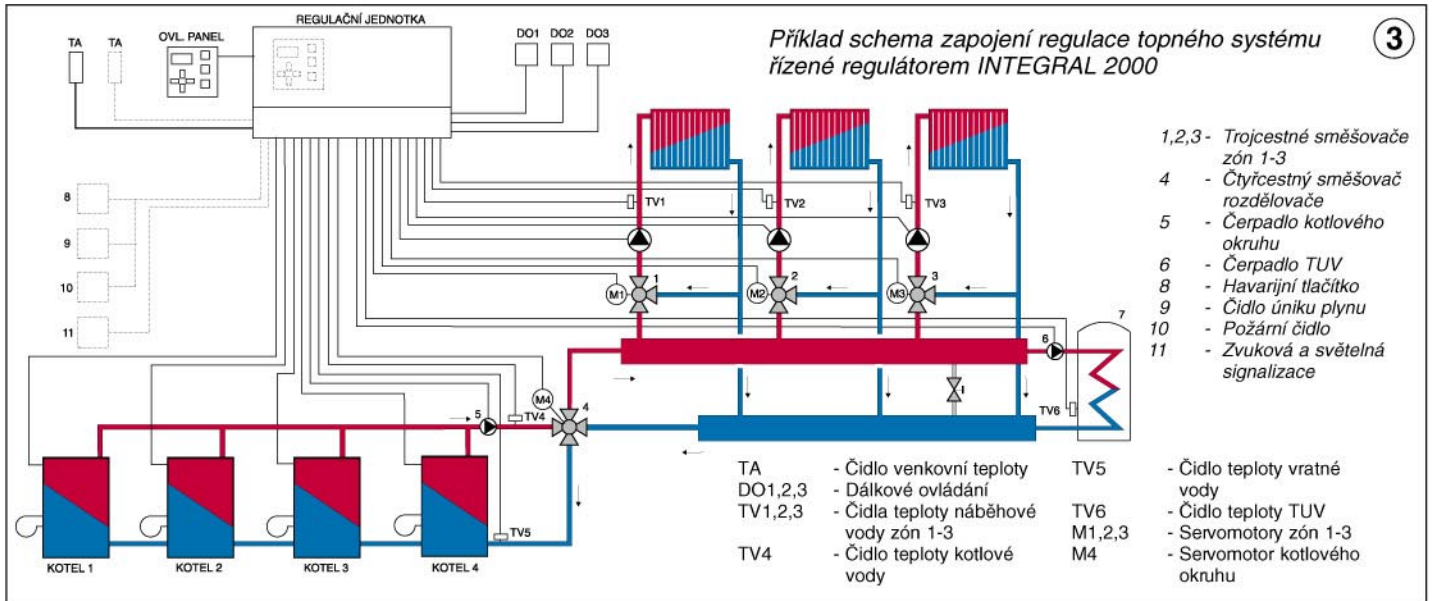 REGULAČNÍ JEDNOTKA
TA
TA
OVL. PANEL
DO1
DO2
DO3
Příklad schema zapojení regulace topného systému
řízené regulátorem INTEGRAL 2000
3
1,2,3 - Trojcestné směšovače
zón 1-3
4 - Čtyřcestný směšovač
rozdělovače
5 - Čerpadlo kotlového
okruhu
6 - Čerpadlo TUV
8 - Havarijní tlačítko
9 - Čidlo úniku plynu
10 - Požární čidlo
11 - Zvuková a světelná
signalizace
8
9
10
11
TV1
TV2
TV3
M1
1
M2
2
M3
3
7
6
M4
4
5
TV4
TV6
TV5
KOTEL 1
KOTEL 2
KOTEL 3
KOTEL 4
TA - Čidlo venkovní teploty
DO1,2,3 - Dálkové ovládání
TV1,2,3 - Čidla teploty náběhové
vody zón 1-3
TV4 - Čidlo teploty kotlové
vody
TV5 - Čidlo teploty vratné
vody
TV6 - Čidlo teploty TUV
M1,2,3 - Servomotory zón 1-3
M4 - Servomotor kotlového
okruhu